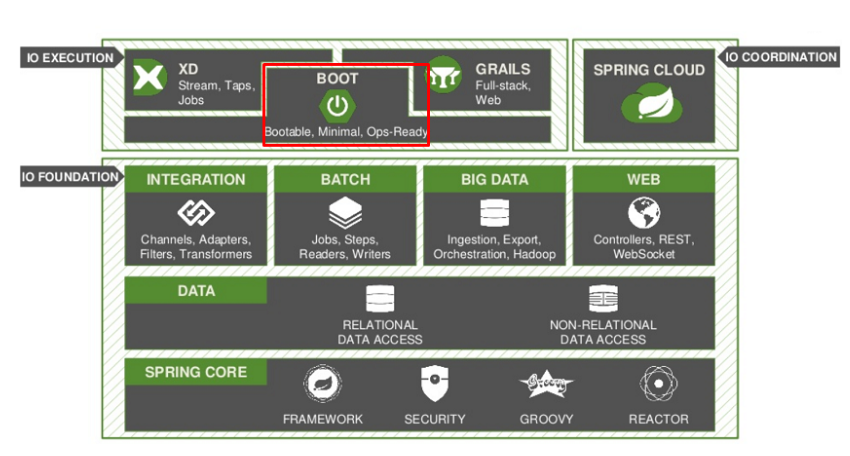 IO EXECUTION
XD
Stream, Taps,
Jobs
BOOT
Bootable, Minimal, Ops-Ready
GRAILS
Full-stack,
Web
SPRING CLOUD
IO COORDINATION
IO FOUNDATION
INTEGRATION
Channels, Adapters,
Filters, Transformers
BATCH
Jobs, Steps,
Readers, Writers
BIG DATA
Ingestion, Export,
Orchestration, Hadoop
WEB
Controllers, REST,
WebSocket
DATA
RELATIONAL
DATA ACCESS
NON-RELATIONAL
DATA ACCESS
SPRING CORE
FRAMEWORK
SECURITY
Groovy
GROOVY
REACTOR